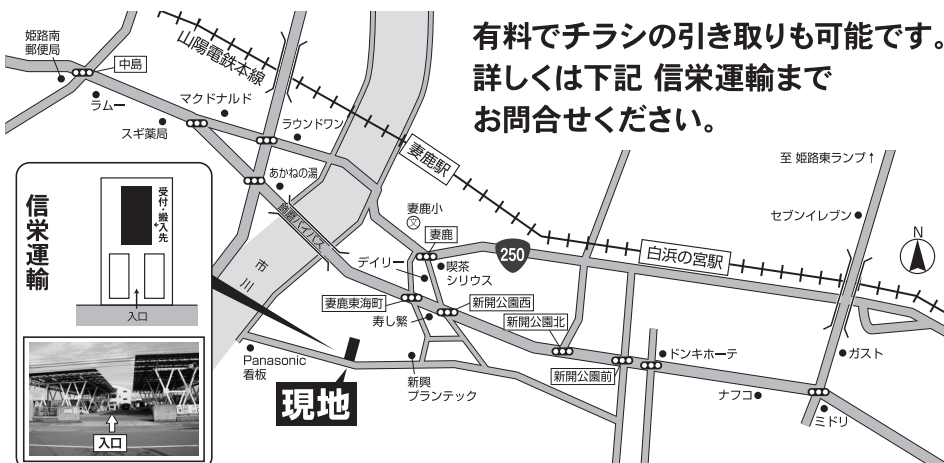 有料でチラシの引き取りも可能です。
詳しくは下記 信栄運輸まで
お問合せください。
姫路南
郵便局
中島
山陽電鉄本線
ラムー
マクドナルド
スギ薬局
ラウンドワン
あかねの湯
飾磨バイパス
市川
妻鹿駅
妻鹿小
文
妻鹿
デイリー
喫茶
シリウス
250
白浜の宮駅
至 姫路東ランプ↑
セブンイレブン
N
妻鹿東海町
新開公園西
寿し繁
新開公園北
新開公園前
ドンキホーテ
ガスト
ナフコ
ミドリ
Panasonic
看板
新興
プランテック
現地
信栄運輸
受付・搬入先
入口
入口